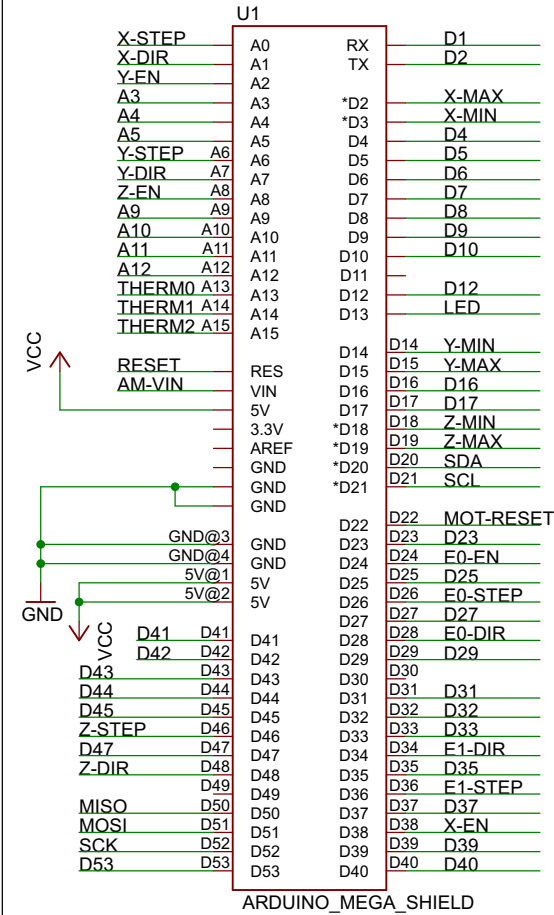 U1
X-STEP A0 RX D1
X-DIR A1 TX D2
Y-EN A2
A3 A3 *D2 X-MAX
A4 A4 *D3 X-MIN
A5 A5 D4 D4
Y-STEP A6 A6 D5 D5
Y-DIR A7 A7 D6 D6
Z-EN A8 A8 D7 D7
A9 A9 A9 D8 D8
A10 A10 A10 D9 D9
A11 A11 A11 D10 D10
A12 A12 A12 D11
THERM0 A13 A13 D12 D12
THERM1 A14 A14 D13 LED
THERM2 A15 A15
D14 D14 Y-MIN
VCC
RESET RES D15 D15 Y-MAX
AM-VIN VIN D16 D16 D16
5V D17 D17 D17
3.3V *D18 D18 Z-MIN
AREF *D19 D19 Z-MAX
GND *D20 D20 SDA
GND *D21 D21 SCL
GND
D22 D22 MOT-RESET
GND@3 GND D23 D23 D23
GND@4 GND D24 D24 E0-EN
5V@1 5V D25 D25 D25
5V@2 5V D26 D26 E0-STEP
GND
VCC
D27 D27 D27
D41 D41 D41 D28 D28 E0-DIR
D42 D42 D42 D29 D29 D29
D43 D43 D43 D30 D30
D44 D44 D44 D31 D31 D31
D45 D45 D45 D32 D32 D32
Z-STEP D46 D46 D33 D33 D33
D47 D47 D47 D34 D34 E1-DIR
Z-DIR D48 D48 D35 D35 D35
D49 D49 D36 D36 E1-STEP
MISO D50 D50 D37 D37 D37
MOSI D51 D51 D38 D38 X-EN
SCK D52 D52 D39 D39 D39
D53 D53 D53 D40 D40 D40
ARDUINO_MEGA_SHIELD